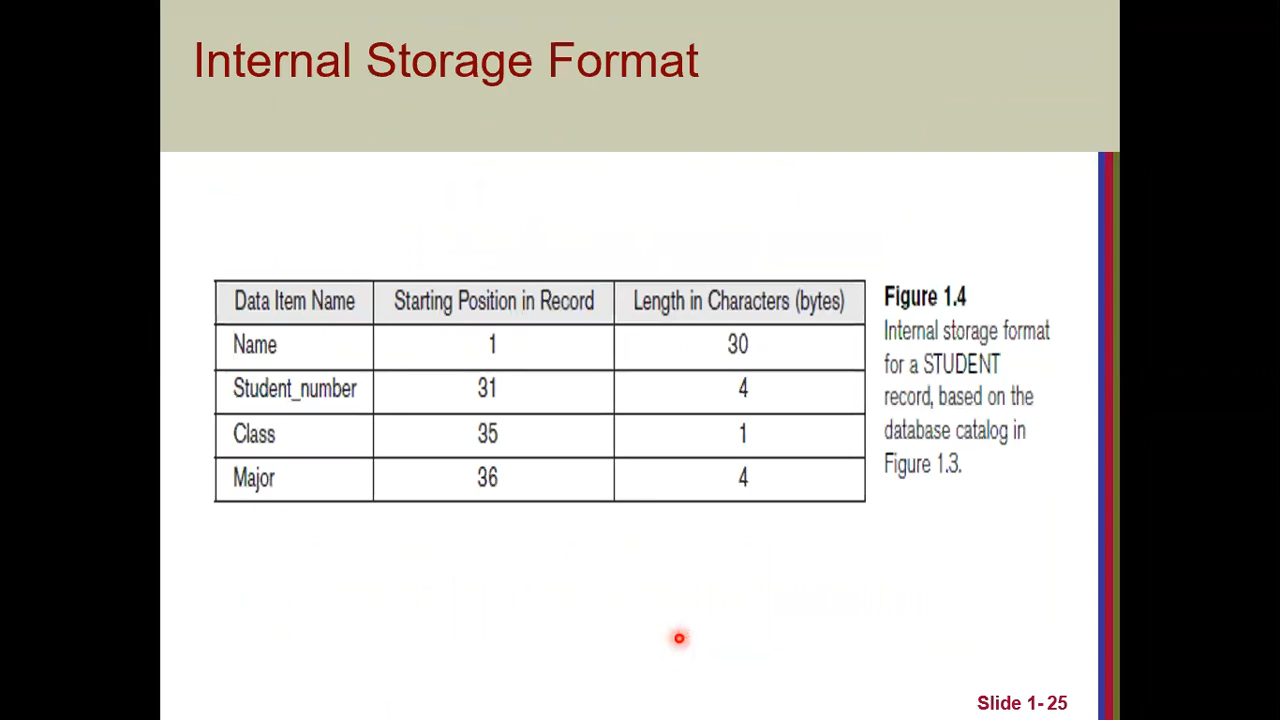 Internal Storage Format
Data Item Name Starting Position in Record Length in Characters (bytes)
Name 1 30
Student_number 31 4
Class 35 1
Major 36 4
Figure 1.4
Internal storage format
for a STUDENT
record, based on the
database catalog in
Figure 1.3.
Slide 1- 25